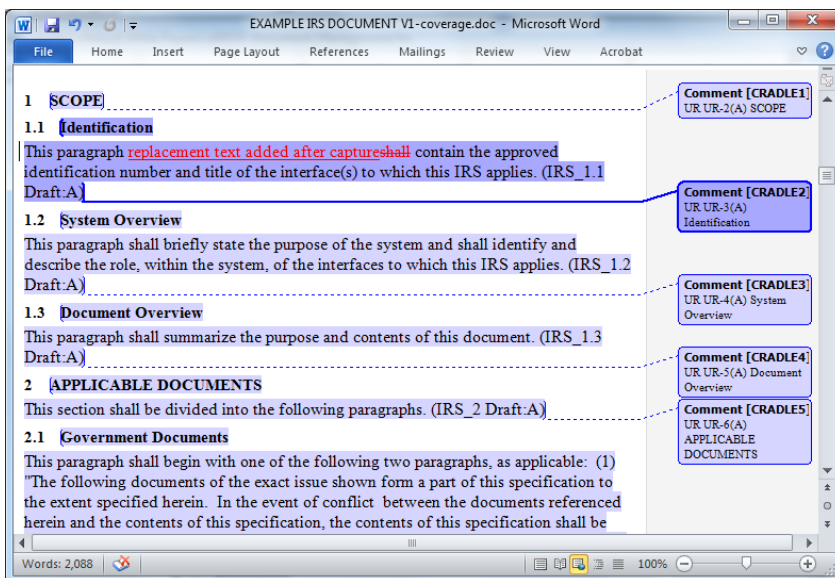 EXAMPLE IRS DOCUMENT V1-coverage.doc - Microsoft Word
File Home Insert Page Layout References Mailings Review View Acrobat
1 SCOPE
Comment [CRADLE1]
UR UR-2(A) SCOPE
1.1 Identification
This paragraph replacement text added after captureshall contain the approved
identification number and title of the interface(s) to which this IRS applies. (IRS_1.1
Draft:A)
Comment [CRADLE2]
UR UR-3(A)
Identification
1.2 System Overview
This paragraph shall briefly state the purpose of the system and shall identify and
describe the role, within the system, of the interfaces to which this IRS applies. (IRS_1.2
Draft:A)
Comment [CRADLE3]
UR UR-4(A) System
Overview
1.3 Document Overview
This paragraph shall summarize the purpose and contents of this document. (IRS_1.3
Draft:A)
Comment [CRADLE4]
UR UR-5(A) Document
Overview
2 APPLICABLE DOCUMENTS
This section shall be divided into the following paragraphs. (IRS_2 Draft:A)
Comment [CRADLE5]
UR UR-6(A)
APPLICABLE
DOCUMENTS
2.1 Government Documents
This paragraph shall begin with one of the following two paragraphs, as applicable: (1)
"The following documents of the exact issue shown form a part of this specification to
the extent specified herein. In the event of conflict between the documents referenced
herein and the contents of this specification, the contents of this specification shall be
Words: 2,088
100%